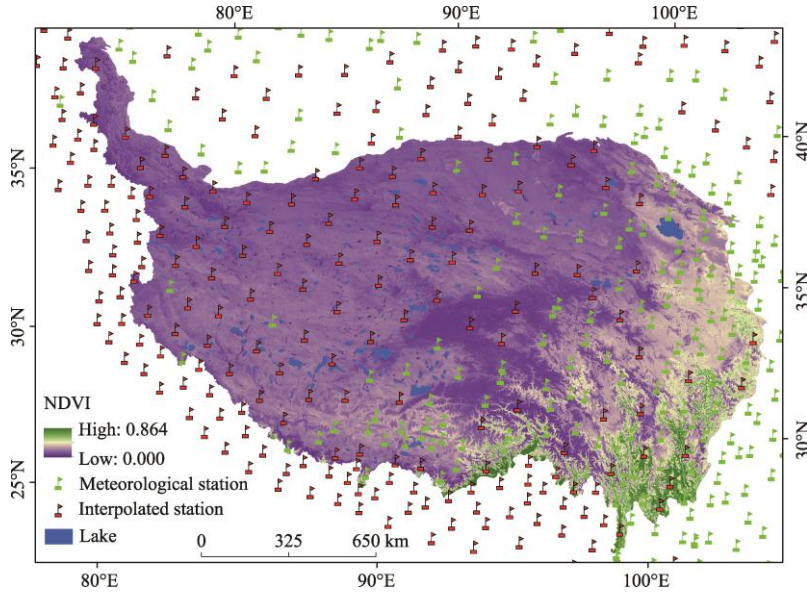 80°E 90°E 100°E
40°N
35°N
35°N
30°N
30°N
25°N
NDVI
High: 0.864
Low: 0.000
Meteorological station
Interpolated station
Lake
0 325 650 km
80°E 90°E 100°E